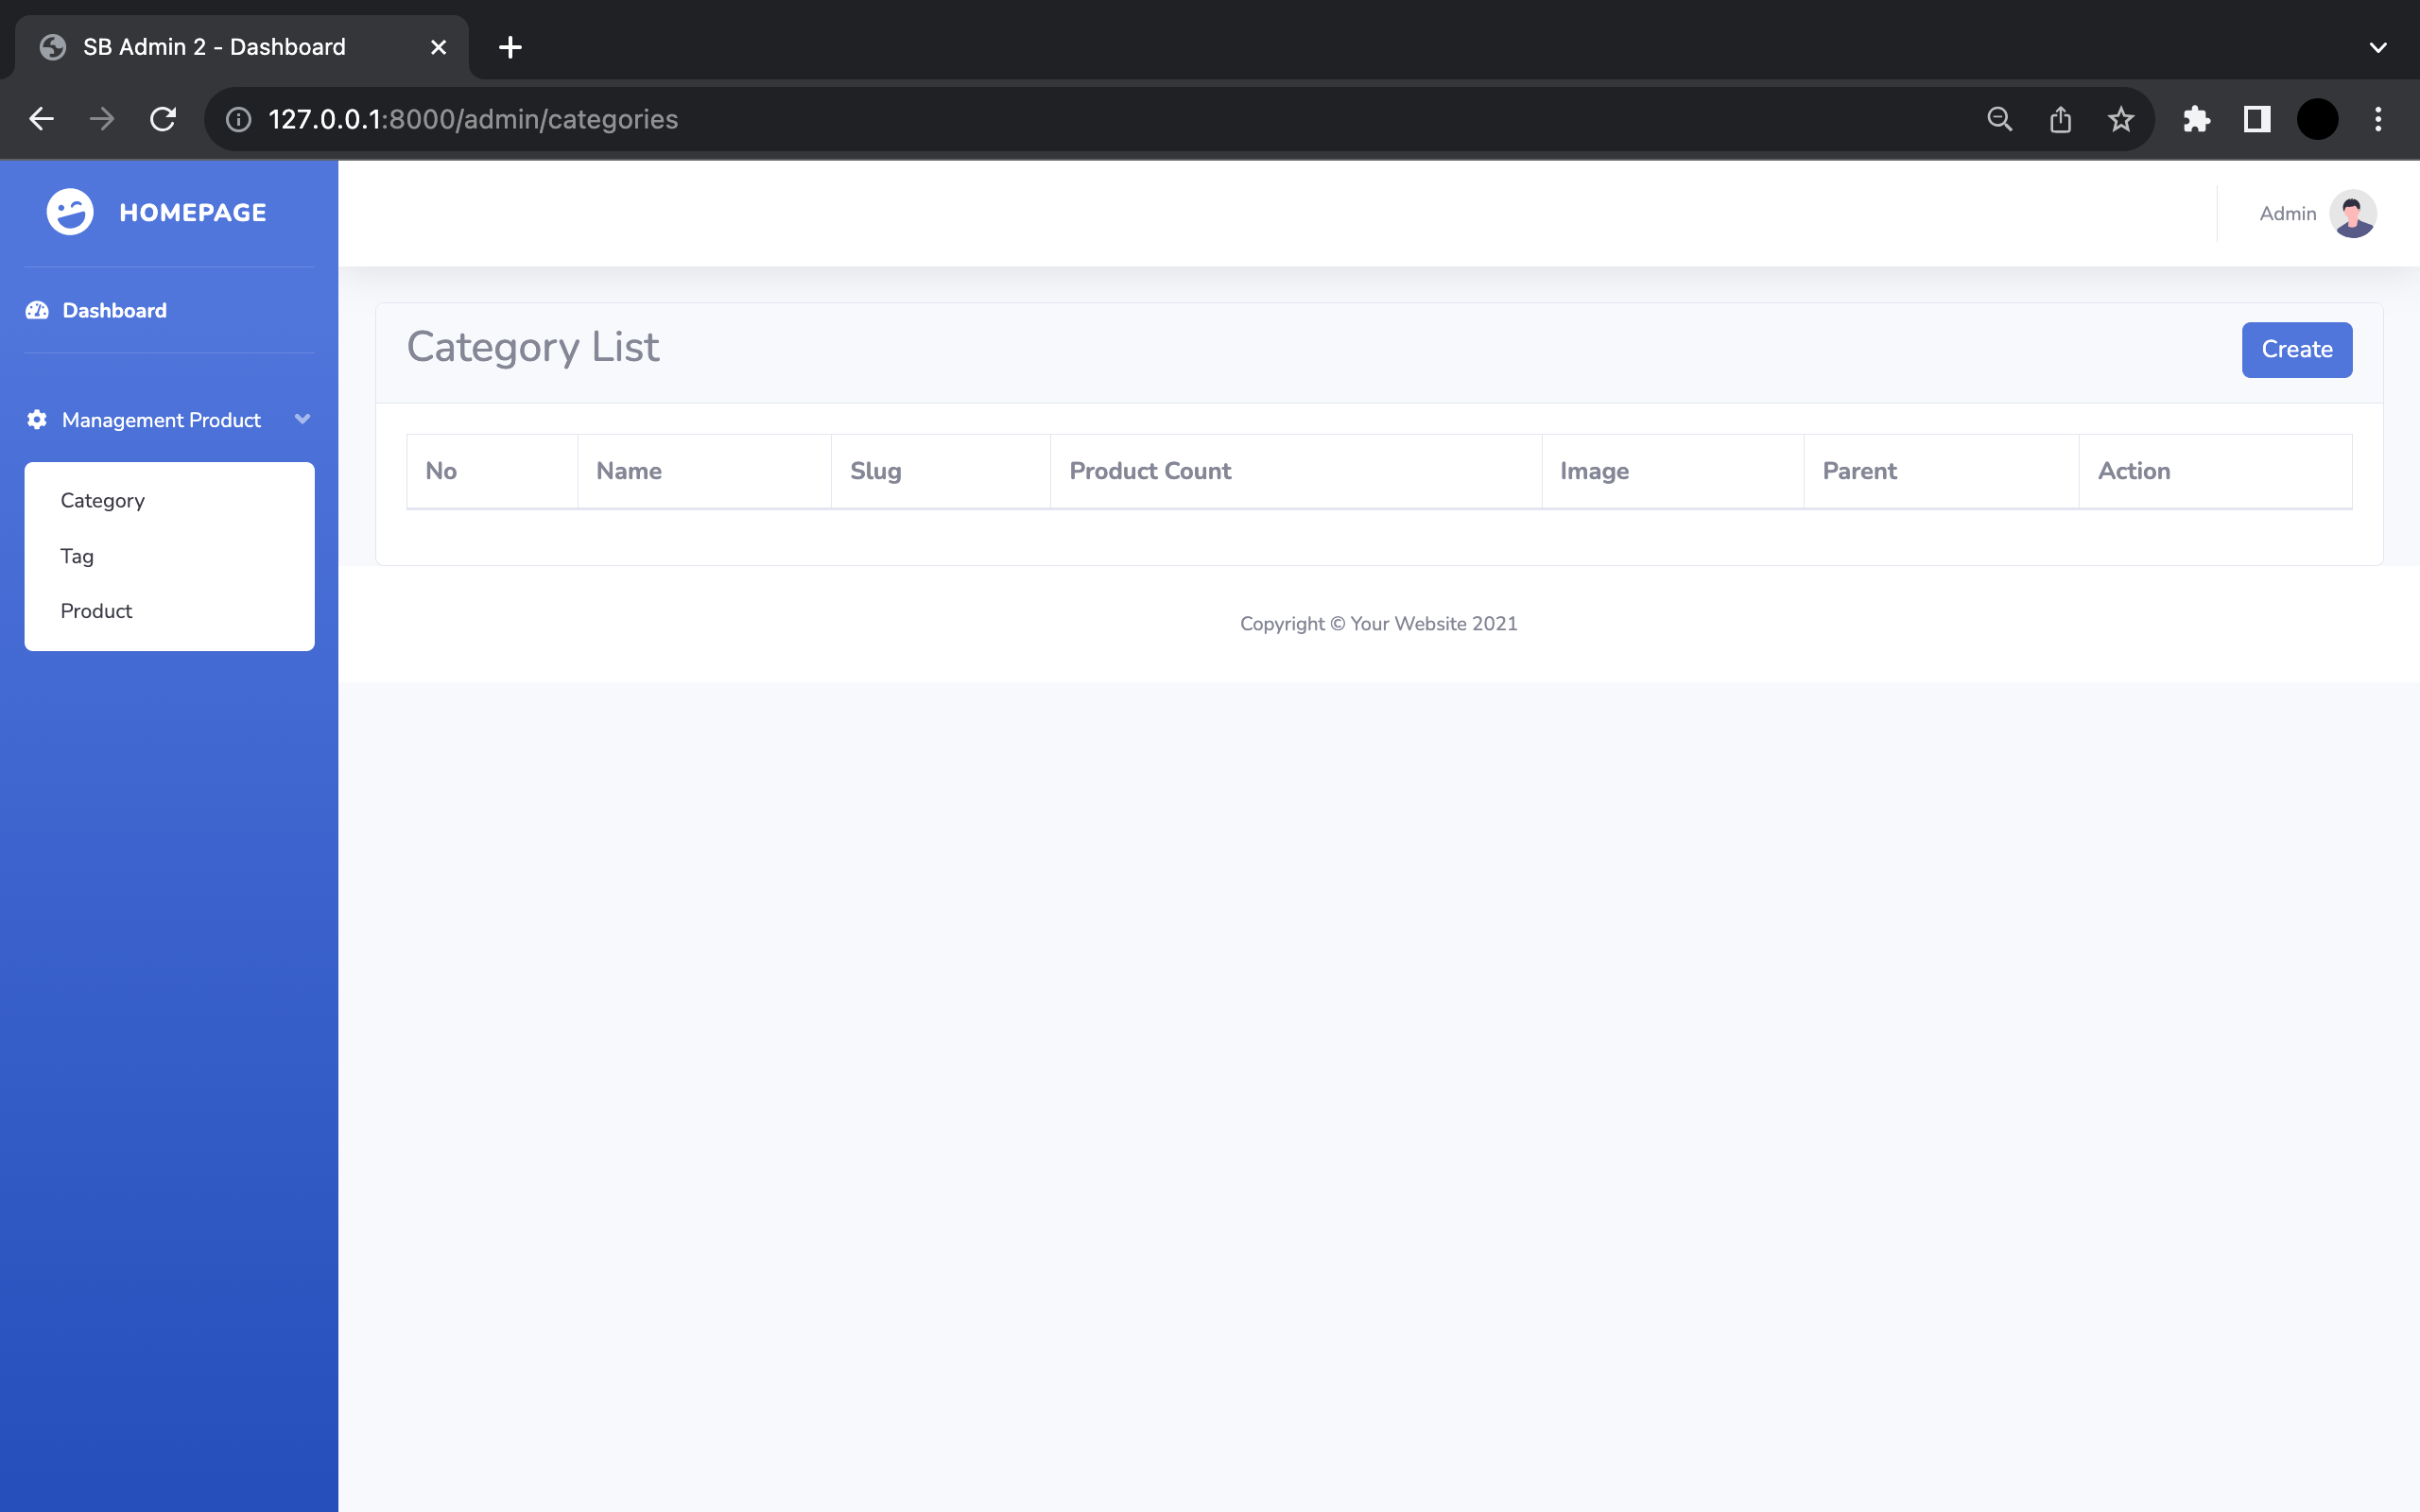 SB Admin 2 - Dashboard
127.0.0.1:8000/admin/categories
HOMEPAGE
Admin
Dashboard
Category List
Create
Management Product
No Name Slug Product Count Image Parent Action
Category
Tag
Product
Copyright © Your Website 2021